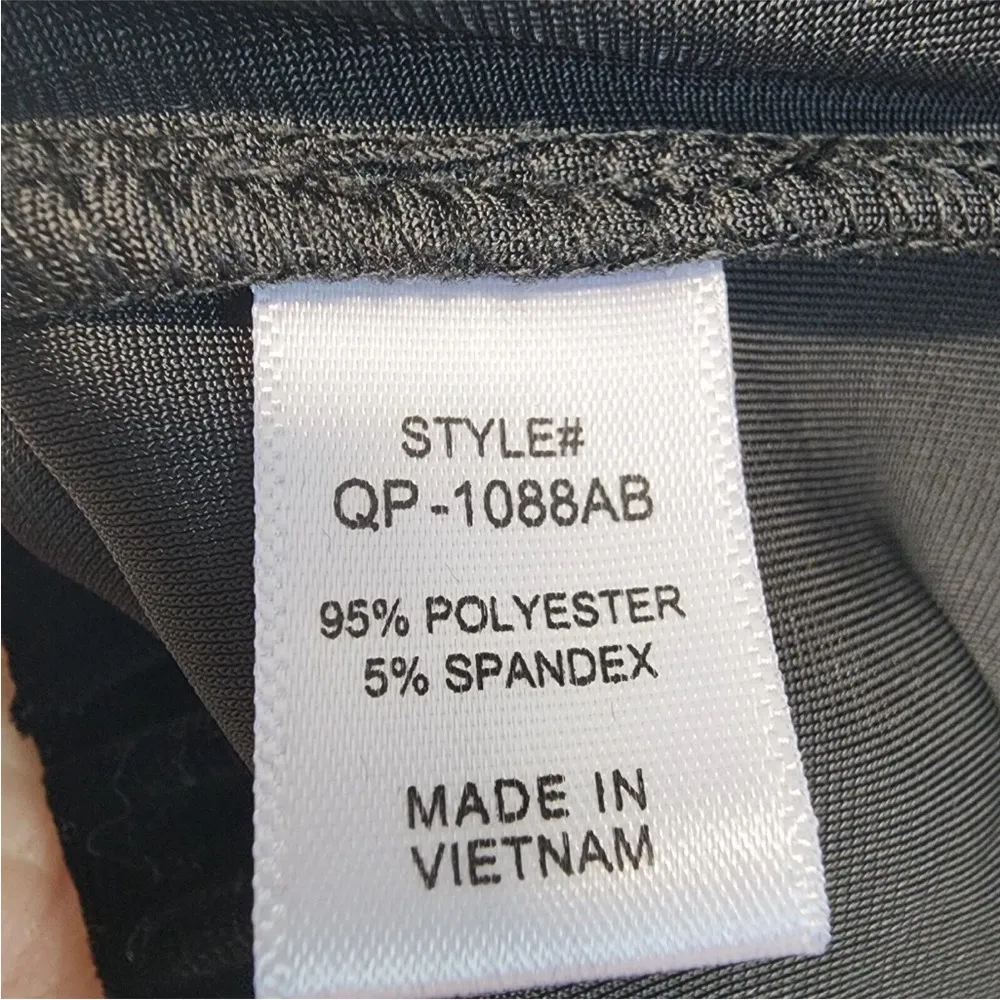 STYLE#
QP-1088AB
95% POLYESTER
5% SPANDEX
MADE IN
VIETNAM